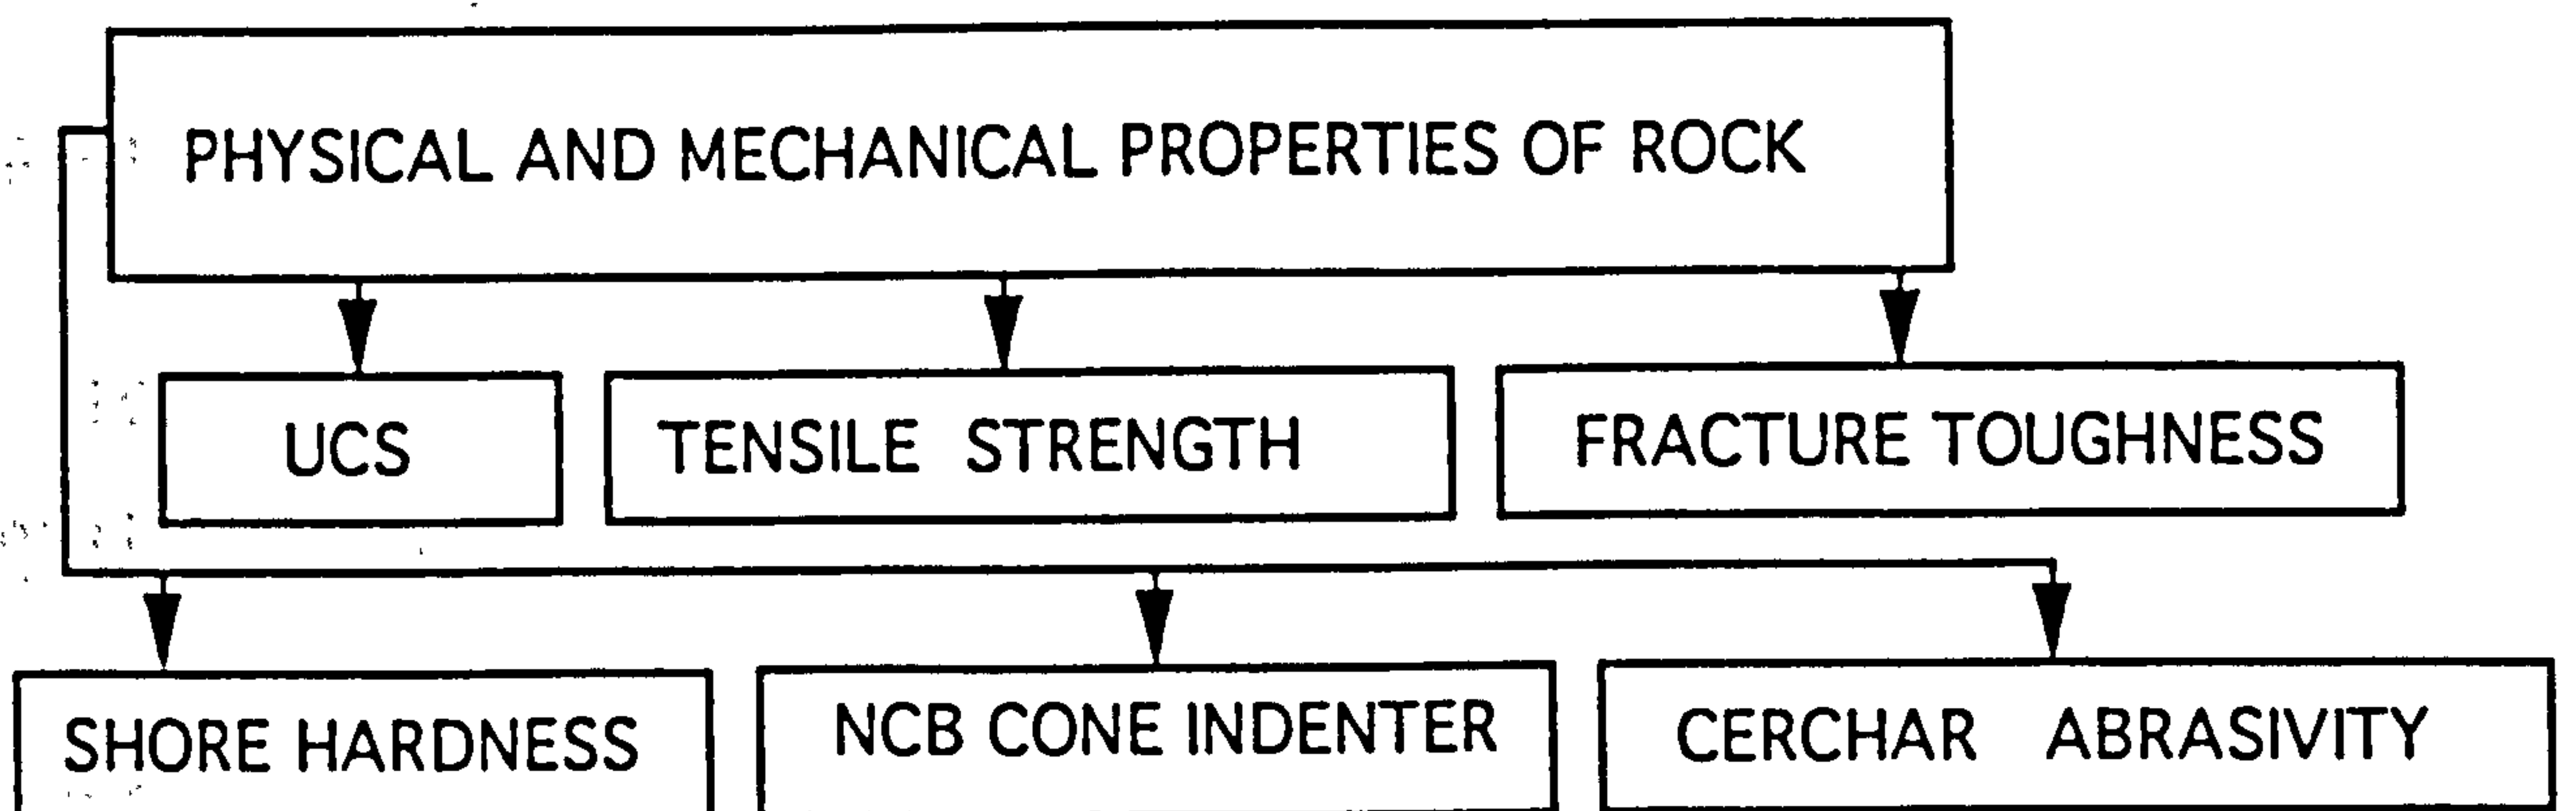 PHYSICAL AND MECHANICAL PROPERTIES OF ROCK
UCS
TENSILE STRENGTH
FRACTURE TOUGHNESS
SHORE HARDNESS
NCB CONE INDENTER
CERCHAR ABRASIVITY